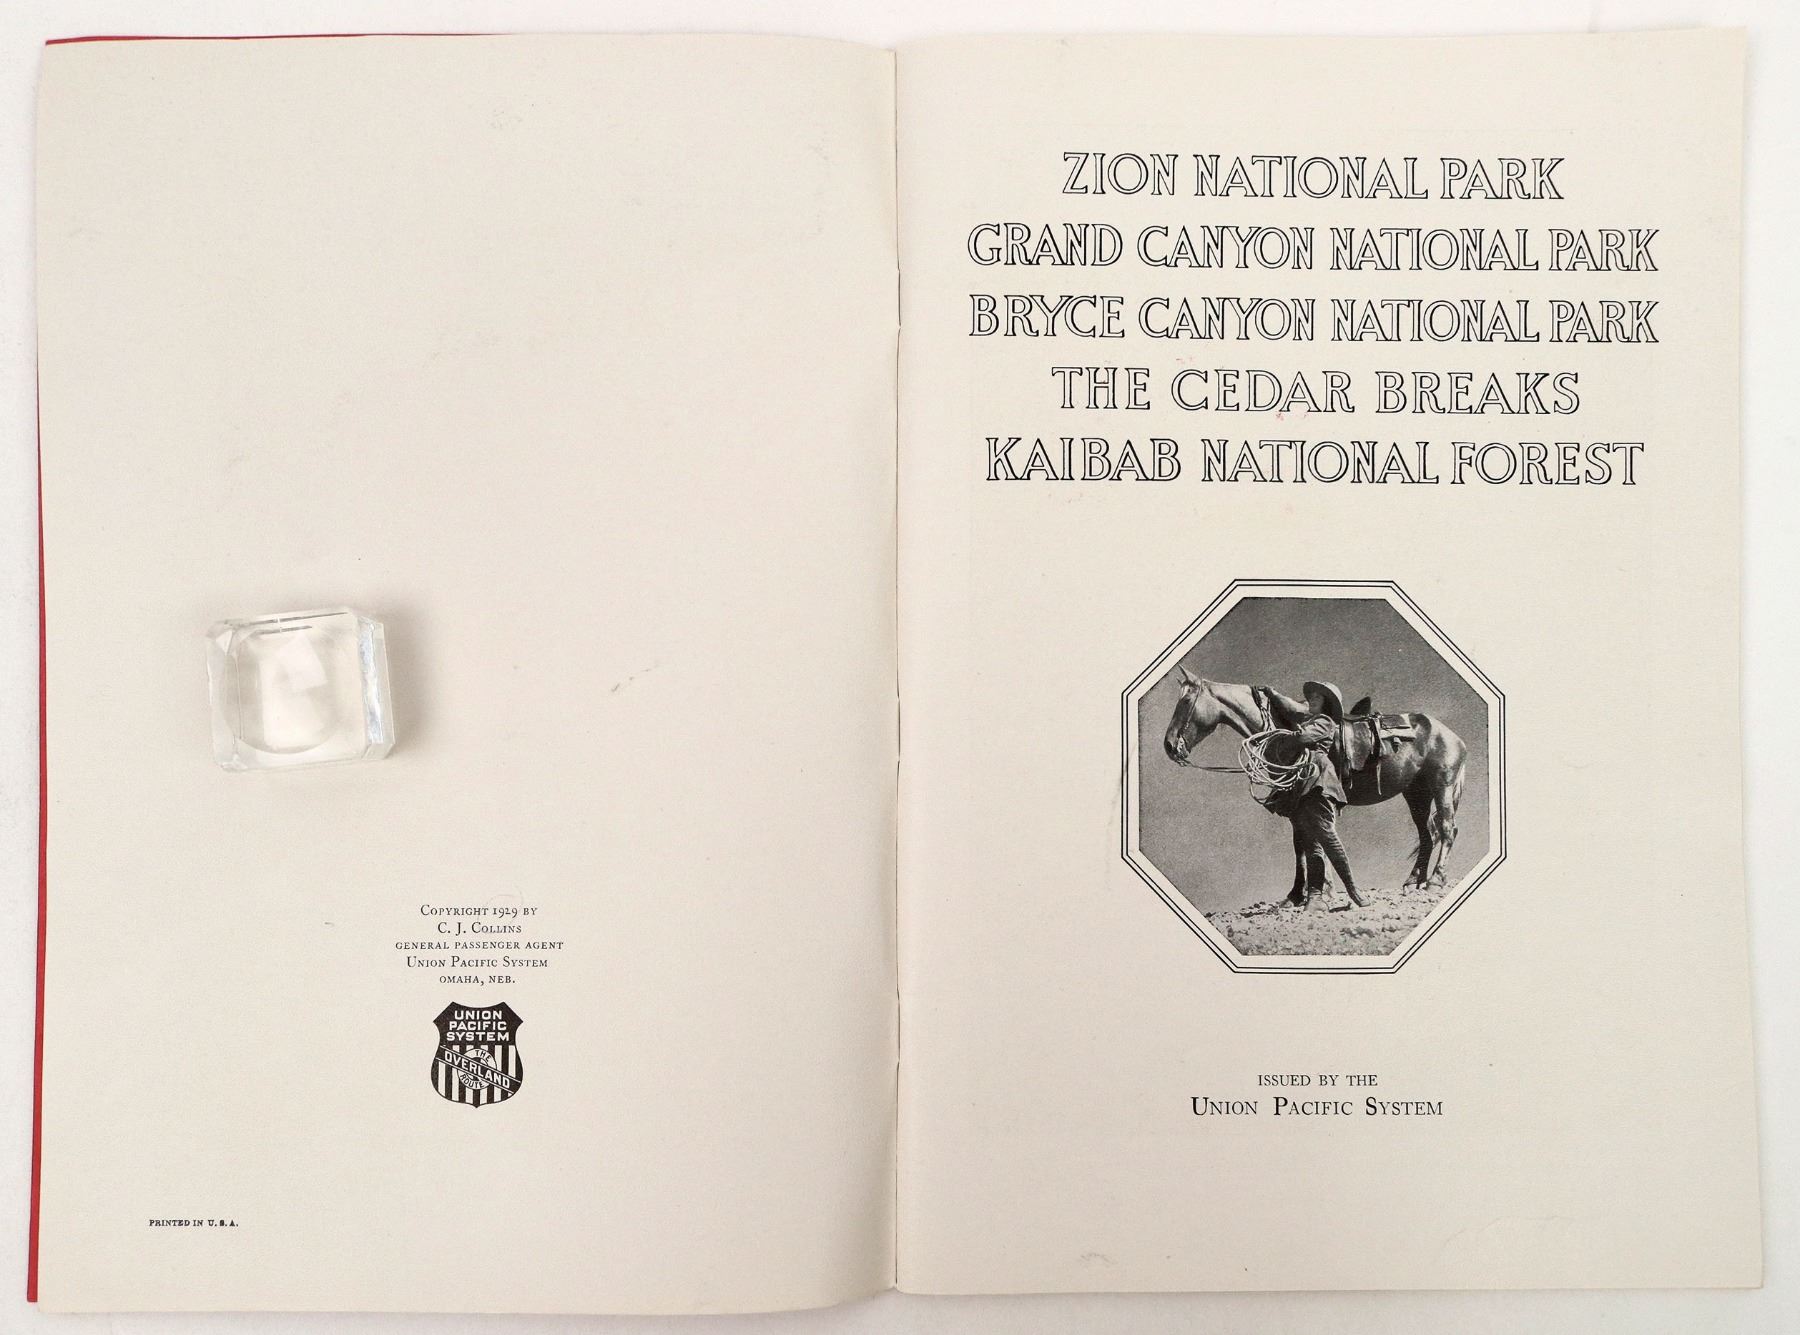 Copyright 1929 by
C. J. Collins
general passenger agent
Union Pacific System
omaha, neb.
UNION
PACIFIC
SYSTEM
THE
OVERLAND
ROUTE
PRINTED IN U. S. A.
ZION NATIONAL PARK
GRAND CANYON NATIONAL PARK
BRYCE CANYON NATIONAL PARK
THE CEDAR BREAKS
KAIBAB NATIONAL FOREST
ISSUED BY THE
Union Pacific System